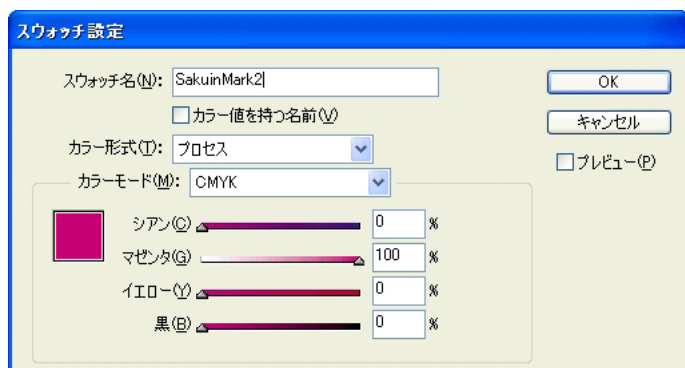 スウォッチ設定
スウォッチ名(N): SakuinMark2
OK
カラー値を持つ名前(V)
キャンセル
カラー形式(T): プロセス
プレビュー(P)
カラーモード(M): CMYK
シアン(C) 0 %
マゼンタ(G) 100 %
イエロー(Y) 0 %
黒(B) 0 %